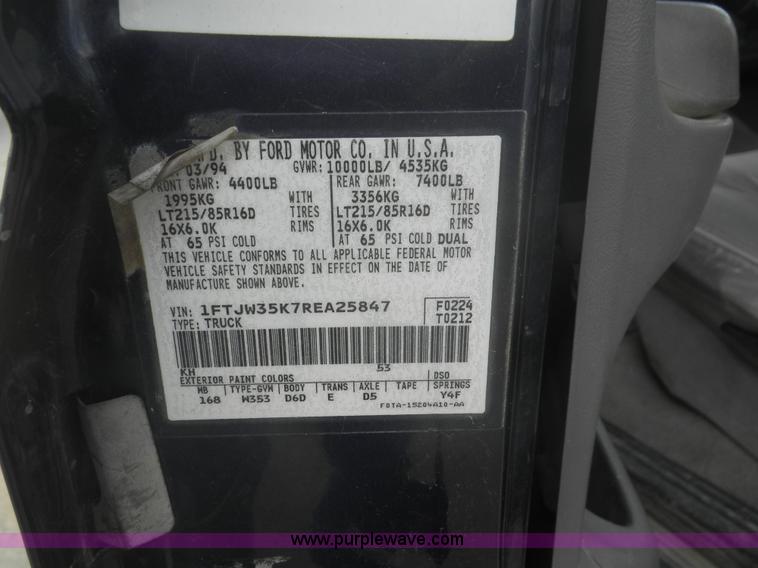 BY FORD MOTOR CO. IN U.S.A.
03/94 GVWR: 10000LB/ 4535KG
FRONT GAWR: 4400LB REAR GAWR: 7400LB
1995KG WITH 3356KG WITH
LT215/85R16D TIRES LT215/85R16D TIRES
16X6.0K RIMS 16X6.0K RIMS
AT 65 PSI COLD AT 65 PSI COLD DUAL
THIS VEHICLE CONFORMS TO ALL APPLICABLE FEDERAL MOTOR
VEHICLE SAFETY STANDARDS IN EFFECT ON THE DATE OF
MANUFACTURE SHOWN ABOVE.
VIN: 1FTJW35K7REA25847 F0224
TYPE: TRUCK T0212
KH 53
EXTERIOR PAINT COLORS DSO
WB TYPE-GVW BODY TRANS AXLE TAPE SPRINGS
168 W353 D6D E D5 Y4F
F0TA-15204A10-AA
www.purplewave.com